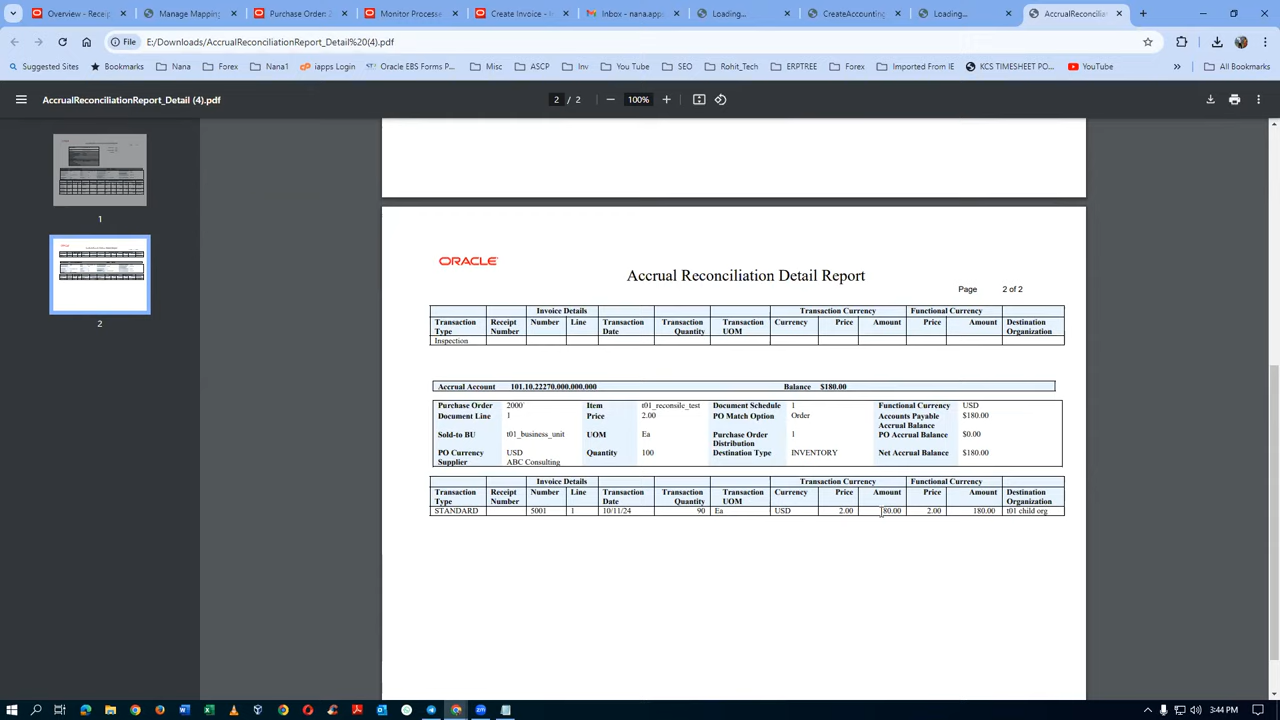 Purchase Order 2
Manage Mapping
Oracle
Create Invoice: 50
Inbox - nana.app
CreateAccounting
Loading...
AccrualReconcilia
File
E:/Downloads/AccrualReconciliationReport_Detail%20(4).pdf
Suggested Sites
Bookmarks
Nana
Forex
Nana1
iapps Login
Oracle EBS Forms P...
Misc
ASCP
Inv
You Tube
SEO
Rohit_Tech
ERPTREE
Forex
Imported From IE
KCS TIMESHEET PO...
YouTube
All Bookmarks
AccrualReconciliationReport_Detail (4).pdf
2 / 2
100%
1
2
ORACLE
Accrual Reconciliation Detail Report
Page 2 of 2
Invoice Details Transaction Currency Functional Currency
Transaction Type Receipt Number Number Line Transaction Date Transaction Quantity Transaction UOM Currency Price Amount Price Amount Destination Organization
Inspection
Accrual Account 101.10.22270.000.000.000 Balance $180.00
Purchase Order 2000 Item t01_reconsile_test Document Schedule 1 Functional Currency USD
Document Line 1 Price 2.00 PO Match Option Order Accounts Payable Accrual Balance $180.00
Sold-to BU t01_business_unit UOM Ea Purchase Order Distribution 1 PO Accrual Balance $0.00
PO Currency USD Quantity 100 Destination Type INVENTORY Net Accrual Balance $180.00
Supplier ABC Consulting
Invoice Details Transaction Currency Functional Currency
Transaction Type Receipt Number Number Line Transaction Date Transaction Quantity Transaction UOM Currency Price Amount Price Amount Destination Organization
STANDARD 5001 1 10/11/24 90 Ea USD 2.00 180.00 2.00 180.00 t01 child org
3:44 PM